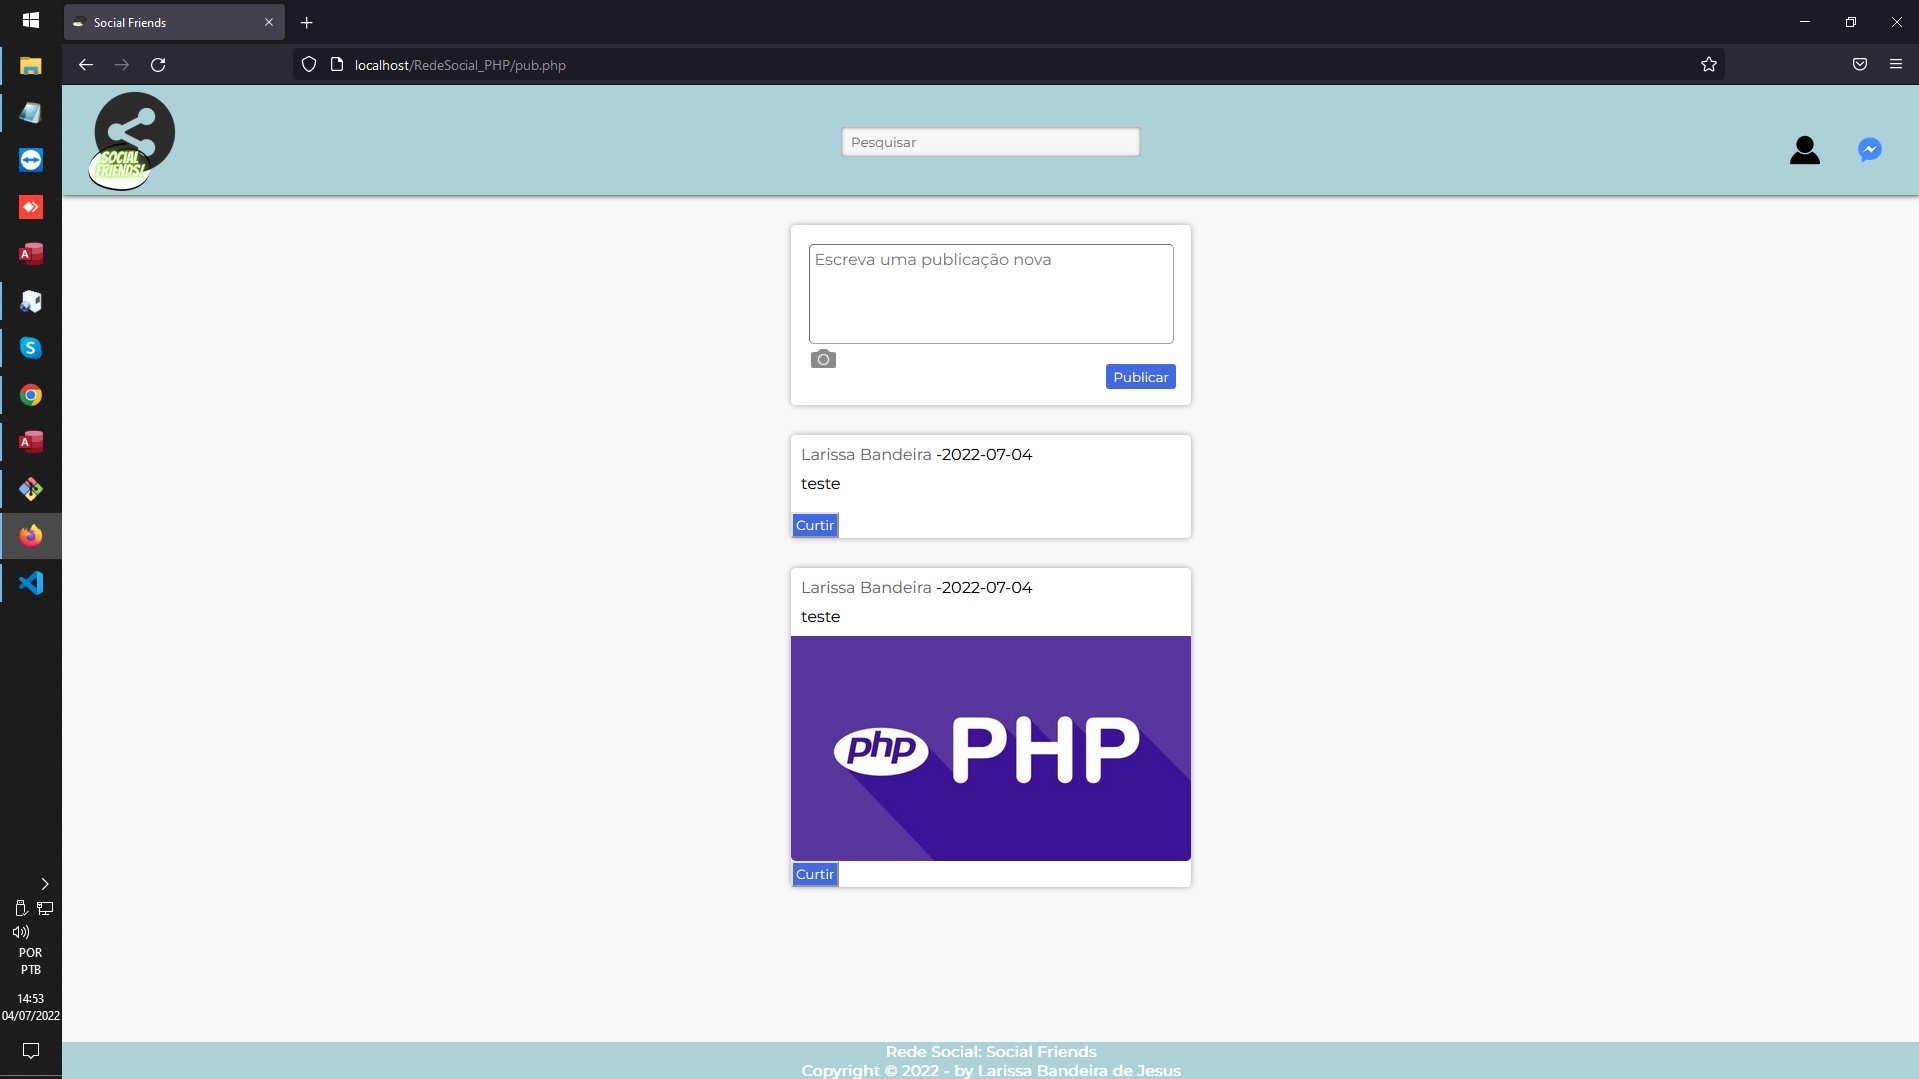 Social Friends
localhost/RedeSocial_PHP/pub.php
SOCIAL
FRIENDS!
Pesquisar
Escreva uma publicação nova
Publicar
Larissa Bandeira -2022-07-04
teste
Curtir
Larissa Bandeira -2022-07-04
teste
php PHP
Curtir
Rede Social: Social Friends
Copyright © 2022 - by Larissa Bandeira de Jesus
A
S
A
POR
PTB
14:53
04/07/2022